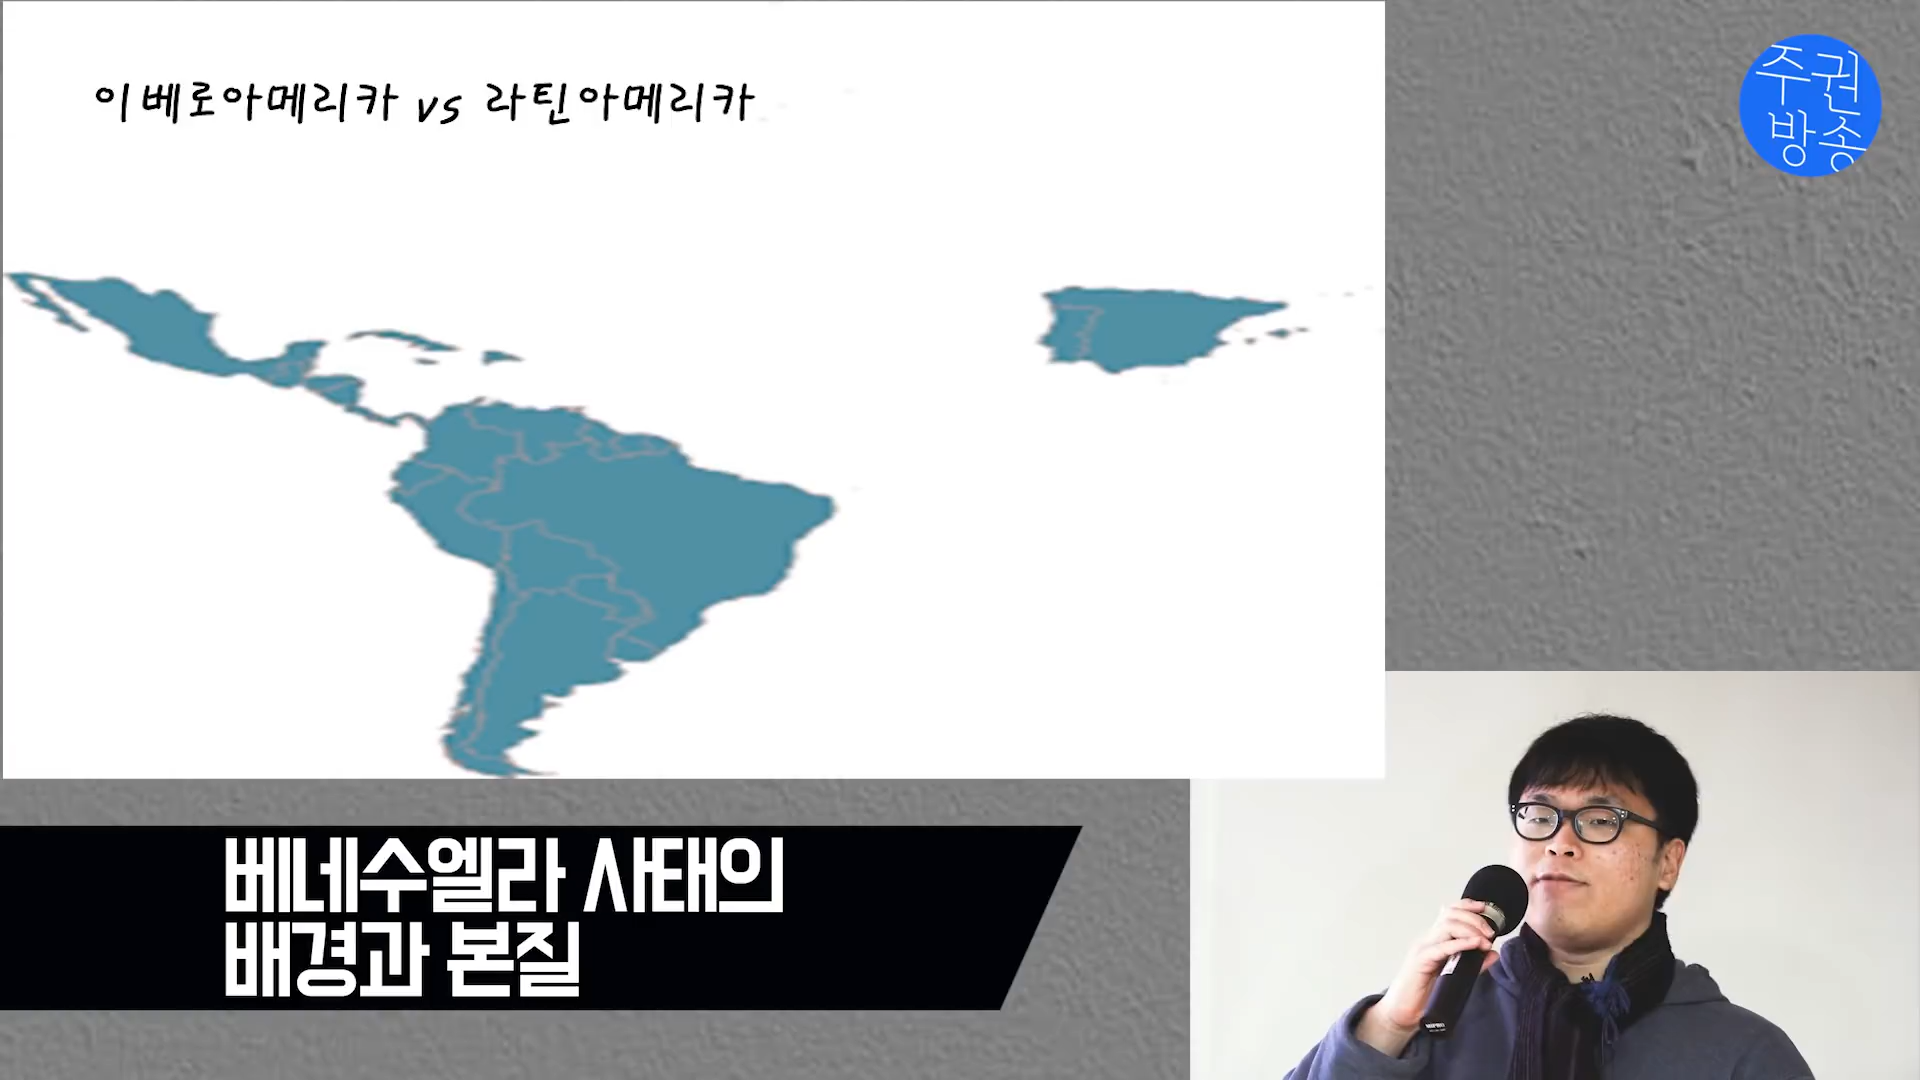 이베로아메리카 vs 라틴아메리카
주권
방송
베네수엘라 사태의
배경과 본질